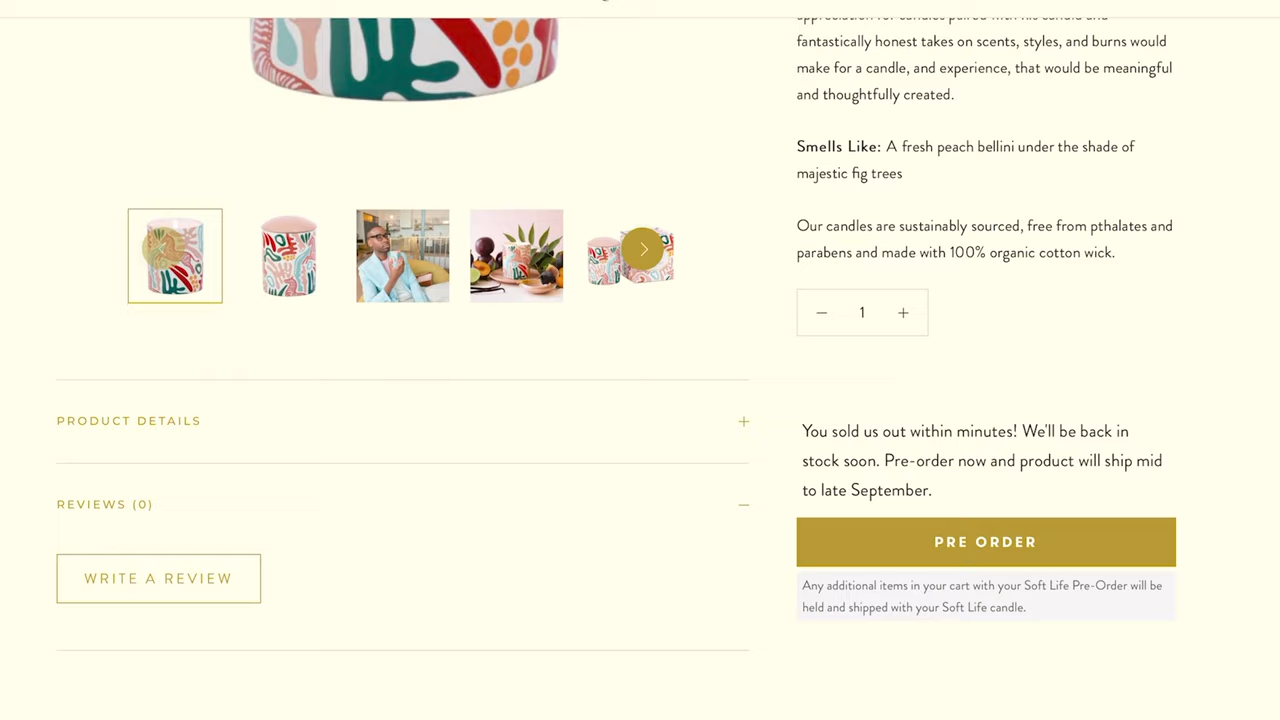 fantastically honest takes on scents, styles, and burns would
make for a candle, and experience, that would be meaningful
and thoughtfully created.
Smells Like: A fresh peach bellini under the shade of
majestic fig trees
Our candles are sustainably sourced, free from pthalates and
parabens and made with 100% organic cotton wick.
− 1 +
PRODUCT DETAILS +
REVIEWS (0) −
WRITE A REVIEW
You sold us out within minutes! We'll be back in
stock soon. Pre-order now and product will ship mid
to late September.
PRE ORDER
Any additional items in your cart with your Soft Life Pre-Order will be
held and shipped with your Soft Life candle.